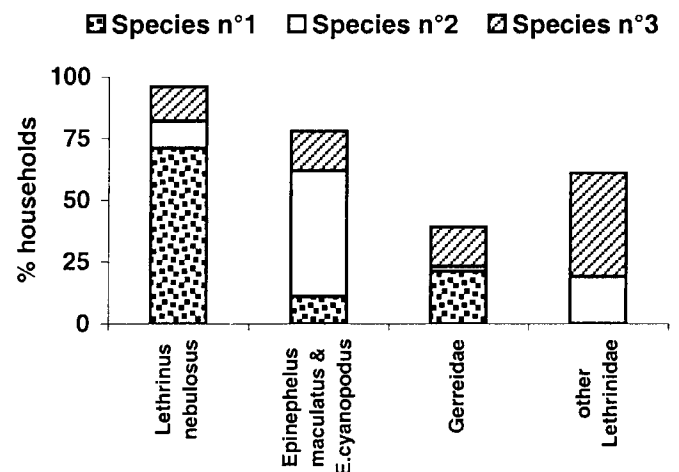 Species n°1 Species n°2 Species n°3
100
75
50
25
0
% households
Lethrinus
nebulosus
Epinephelus
maculatus &
E.cyanopodus
Gerreidae
other
Lethrinidae